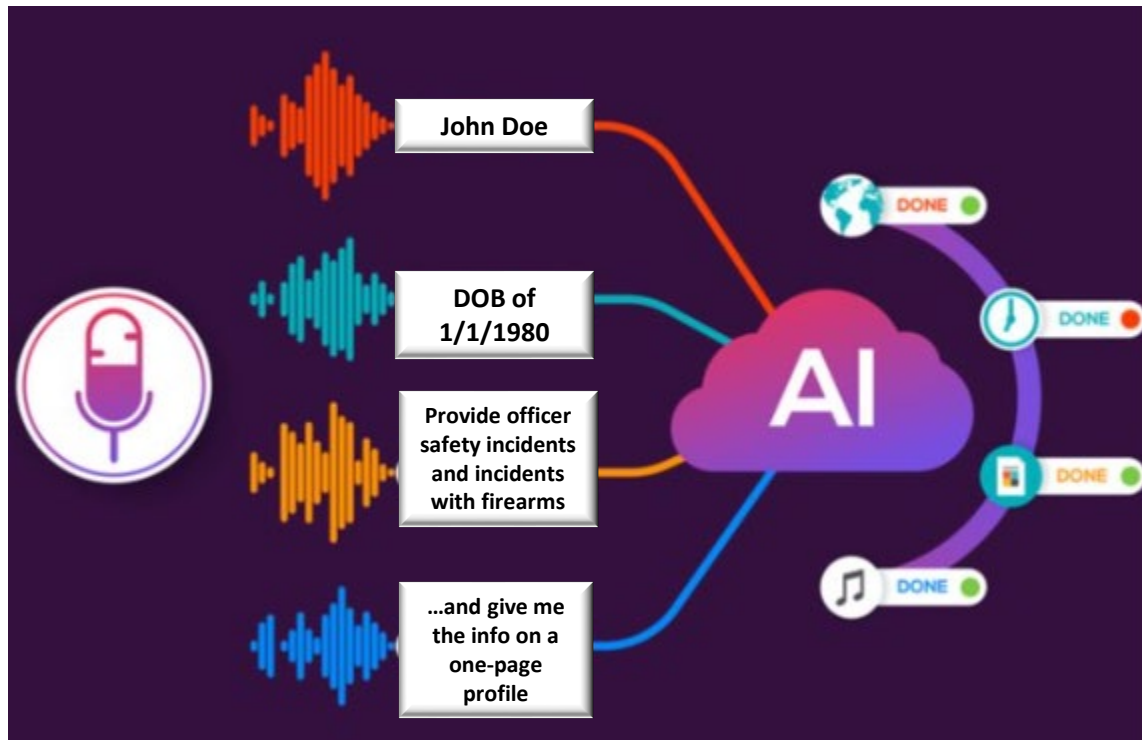 John Doe
DOB of
1/1/1980
Provide officer
safety incidents
and incidents
with firearms
...and give me
the info on a
one-page
profile
AI
DONE
DONE
DONE
DONE